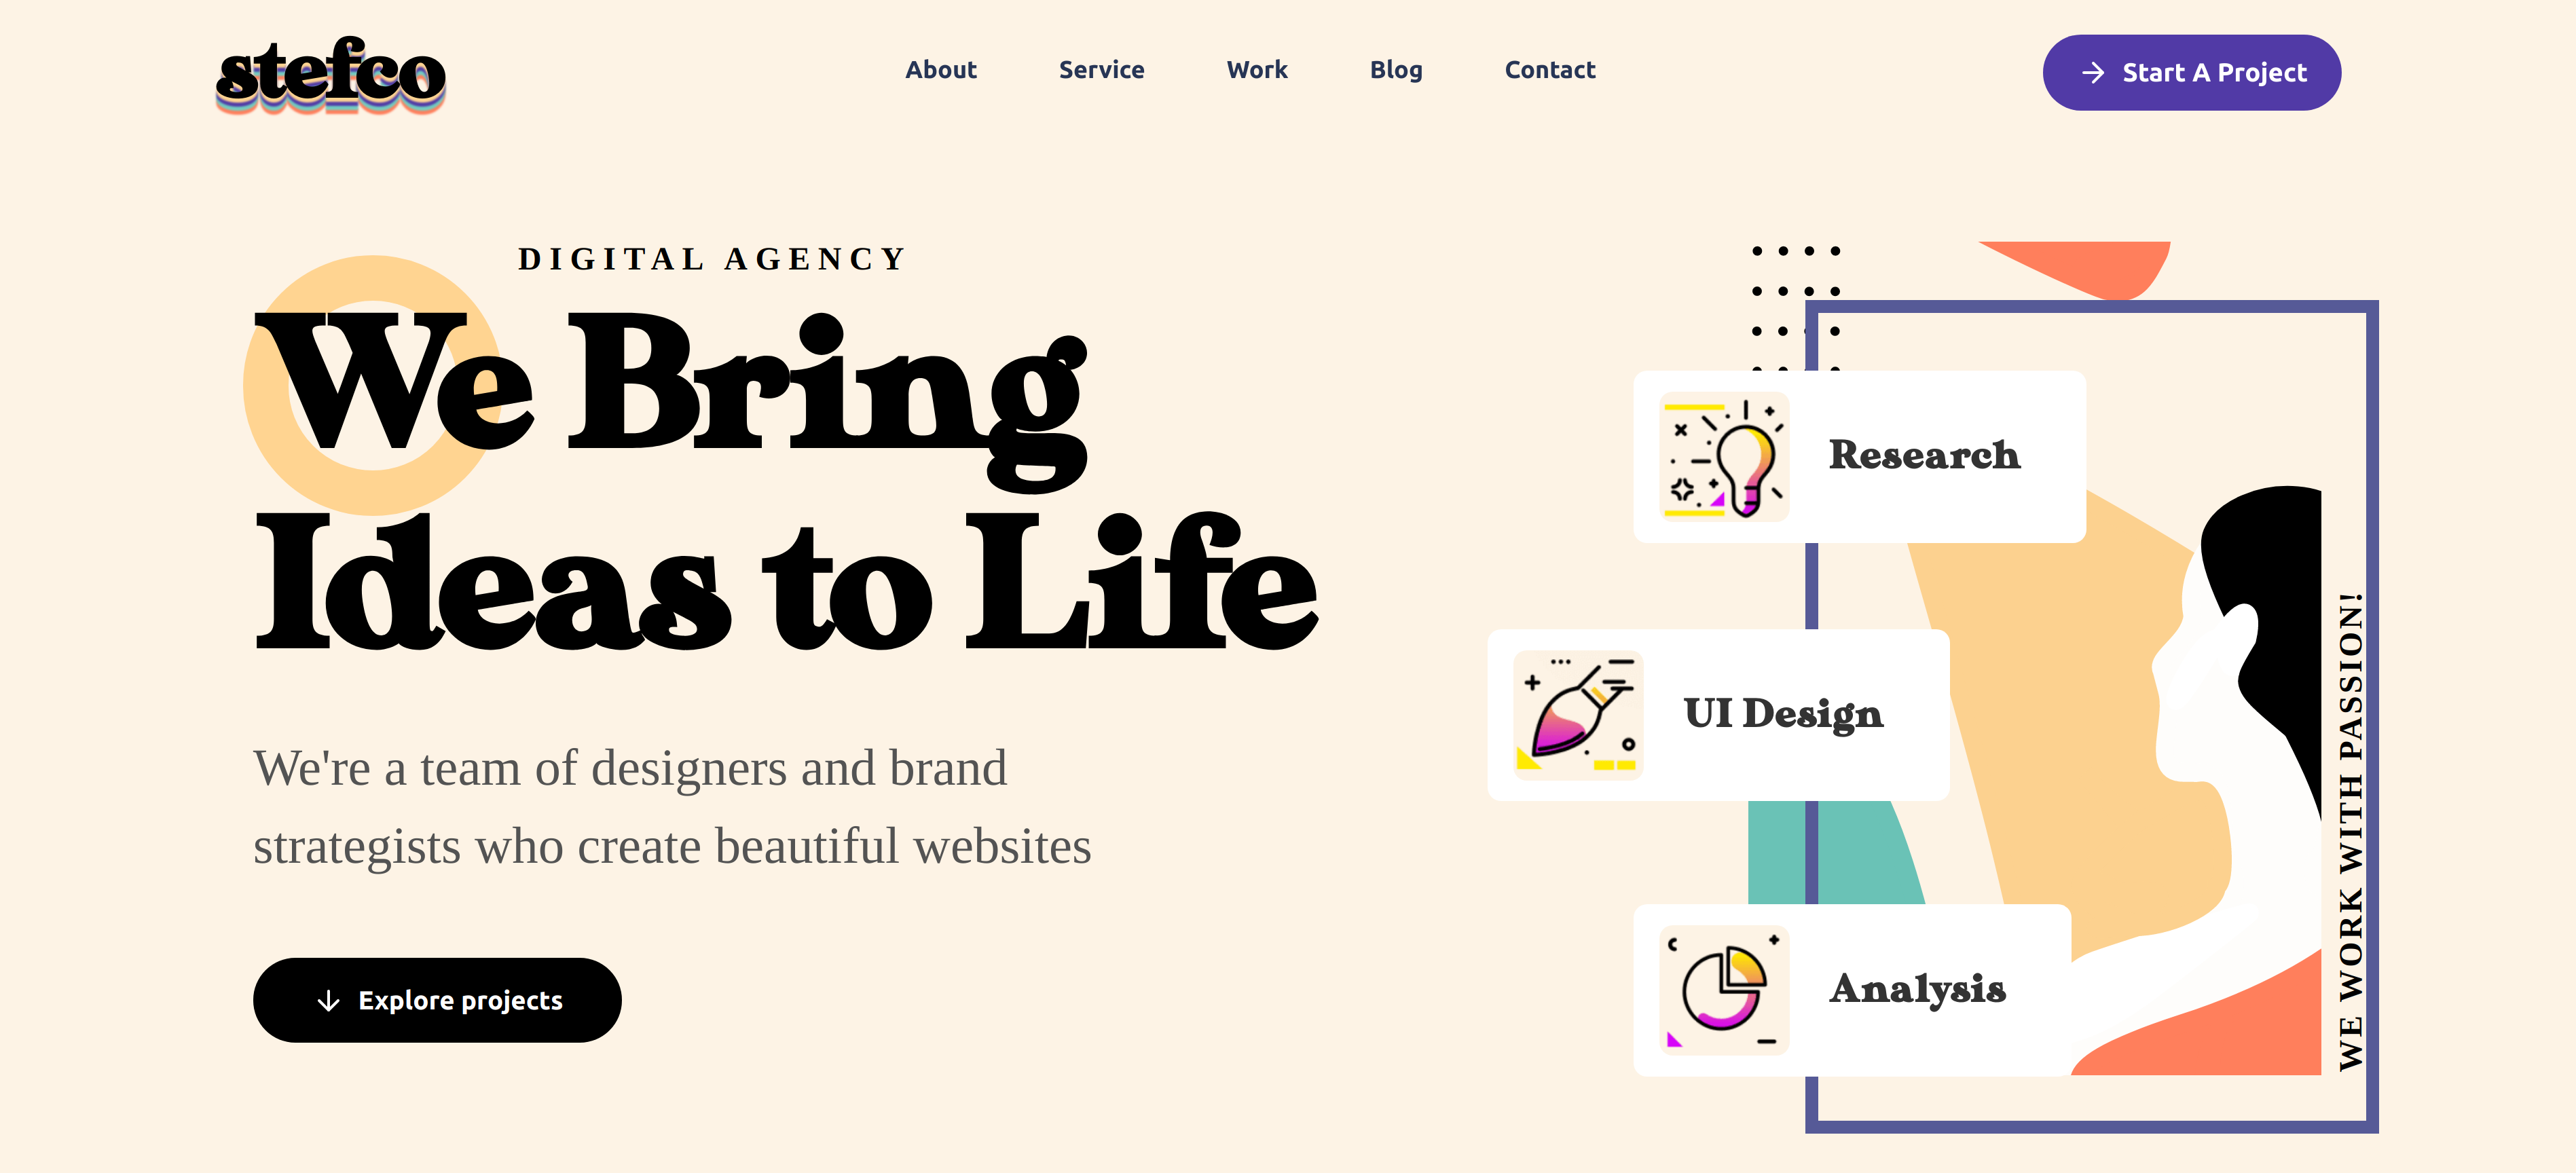 stefco
About
Service
Work
Blog
Contact
Start A Project
DIGITAL AGENCY
We Bring
Ideas to Life
We're a team of designers and brand
strategists who create beautiful websites
Explore projects
Research
UI Design
Analysis
WE WORK WITH PASSION!